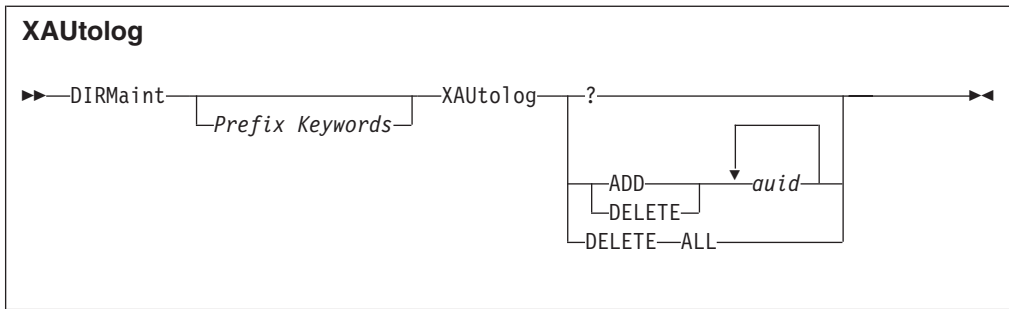 XAUtolog
DIRMaint XAUtolog ?
Prefix Keywords
ADD auid
DELETE
DELETE ALL